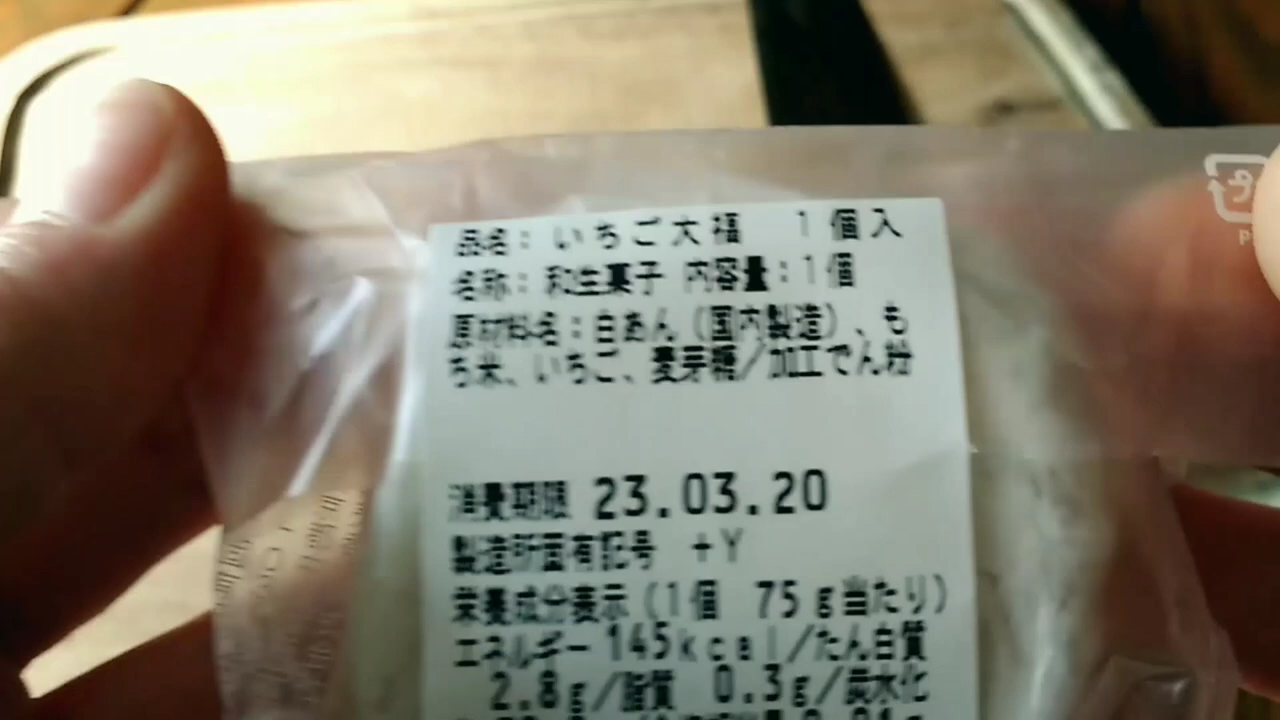 品名：いちご大福　1個入
名称：和生菓子 内容量：1個
原材料名：白あん（国内製造）、も
ち米、いちご、麦芽糖／加工でん粉
消費期限 23.03.20
製造所固有記号　+Y
栄養成分表示（1個　75g当たり）
エネルギー145kcal／たん白質
2.8g／脂質　0.3g／炭水化
プ